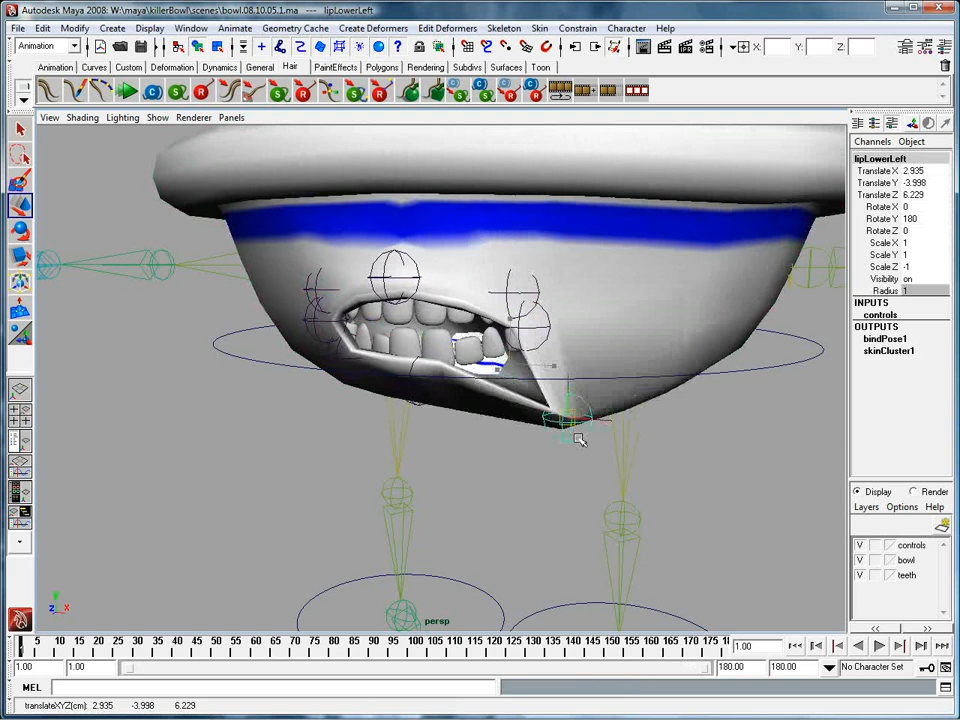 Autodesk Maya 2008: W:\maya\killerBowl\scenes\bowl.08.10.05.1.ma --- lipLowerLeft
File Edit Modify Create Display Window Animate Geometry Cache Create Deformers Edit Deformers Skeleton Skin Constrain Character Help
Animation X: Y: Z:
Animation Curves Custom Deformation Dynamics General Hair PaintEffects Polygons Rendering Subdivs Surfaces Toon
View Shading Lighting Show Renderer Panels
Channels Object
lipLowerLeft
Translate X 2.935
Translate Y -3.998
Translate Z 6.229
Rotate X 0
Rotate Y 180
Rotate Z 0
Scale X 1
Scale Y 1
Scale Z -1
Visibility on
Radius 1
INPUTS
controls
OUTPUTS
bindPose1
skinCluster1
Display Render
Layers Options Help
V controls
V bowl
V teeth
<< >>
y
z x
persp
5 10 15 20 25 30 35 40 45 50 55 60 65 70 75 80 85 90 95 100 105 110 115 120 125 130 135 140 145 150 155 160 165 170 175 1 1.00
1.00 1.00 180.00 180.00 No Character Set
MEL
translateXYZ(cm): 2.935 -3.998 6.229